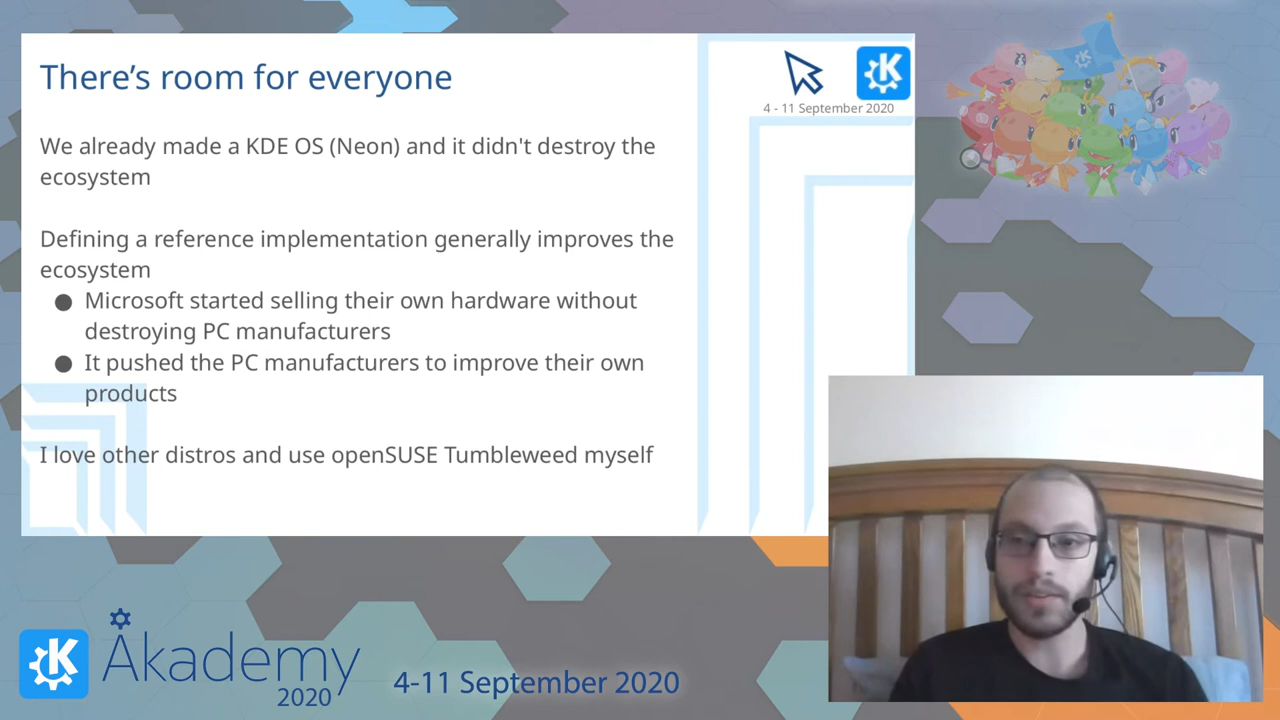 There's room for everyone
4 - 11 September 2020
We already made a KDE OS (Neon) and it didn't destroy the
ecosystem
Defining a reference implementation generally improves the
ecosystem
● Microsoft started selling their own hardware without
destroying PC manufacturers
● It pushed the PC manufacturers to improve their own
products
I love other distros and use openSUSE Tumbleweed myself
Akademy
2020
4-11 September 2020